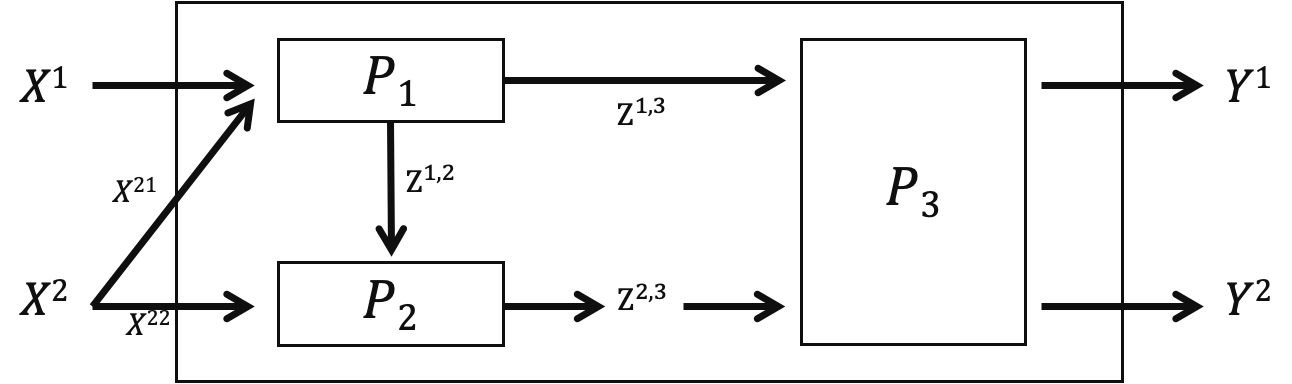 X¹ P₁ Z¹,³ Y¹
X²¹ Z¹,² P₃
X² X²² P₂ Z²,³ Y²